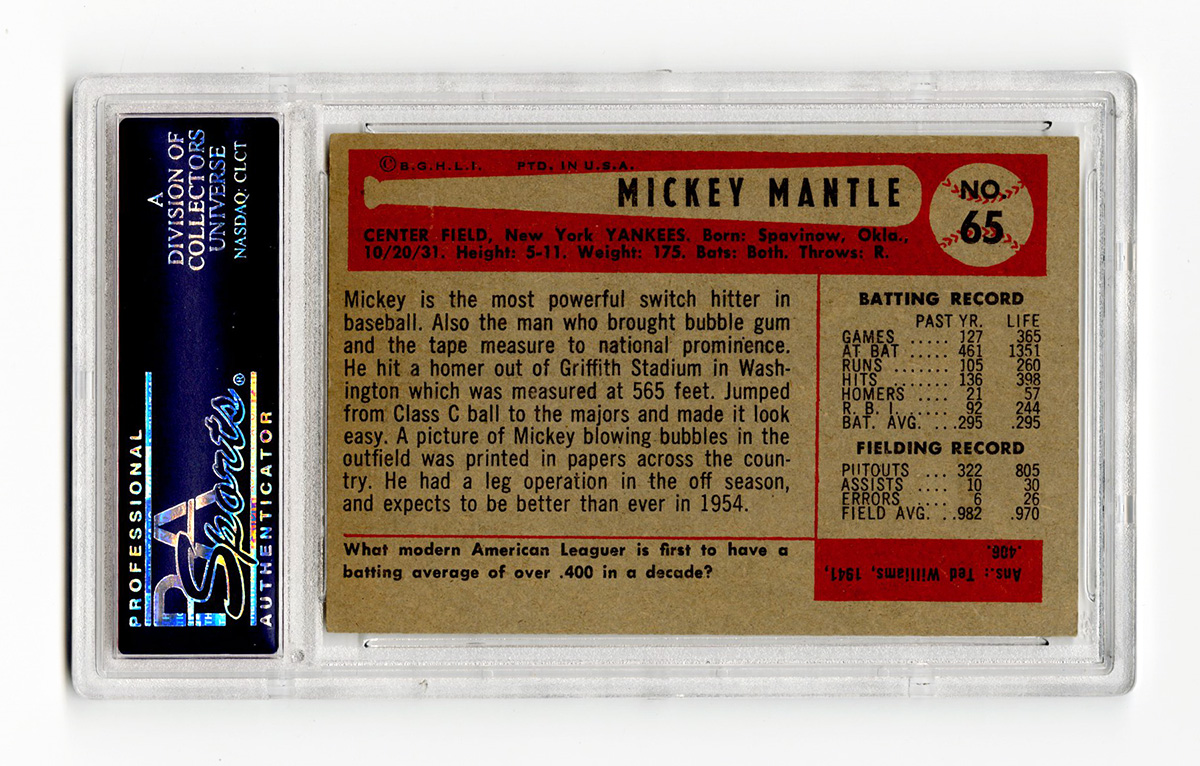 A
DIVISION OF
COLLECTORS
UNIVERSE
NASDAQ: CLCT
PROFESSIONAL
PSA
Sports®
AUTHENTICATOR
©B.G.H.L.I. PTD. IN U.S.A.
MICKEY MANTLE
NO.
65
CENTER FIELD, New York YANKEES. Born: Spavinow, Okla.,
10/20/31. Height: 5-11. Weight: 175. Bats: Both. Throws: R.
Mickey is the most powerful switch hitter in
baseball. Also the man who brought bubble gum
and the tape measure to national prominence.
He hit a homer out of Griffith Stadium in Wash-
ington which was measured at 565 feet. Jumped
from Class C ball to the majors and made it look
easy. A picture of Mickey blowing bubbles in the
outfield was printed in papers across the coun-
try. He had a leg operation in the off season,
and expects to be better than ever in 1954.
What modern American Leaguer is first to have a
batting average of over .400 in a decade?
BATTING RECORD
PAST YR. LIFE
GAMES ..... 127 365
AT BAT ..... 461 1351
RUNS ....... 105 260
HITS ........ 136 398
HOMERS .... 21 57
R. B. I. ..... 92 244
BAT. AVG. ...295 .295
FIELDING RECORD
PUTOUTS .... 322 805
ASSISTS .... 10 30
ERRORS .... 6 26
FIELD AVG. ..982 .970
Ans.: Ted Williams, 1941,
.406.